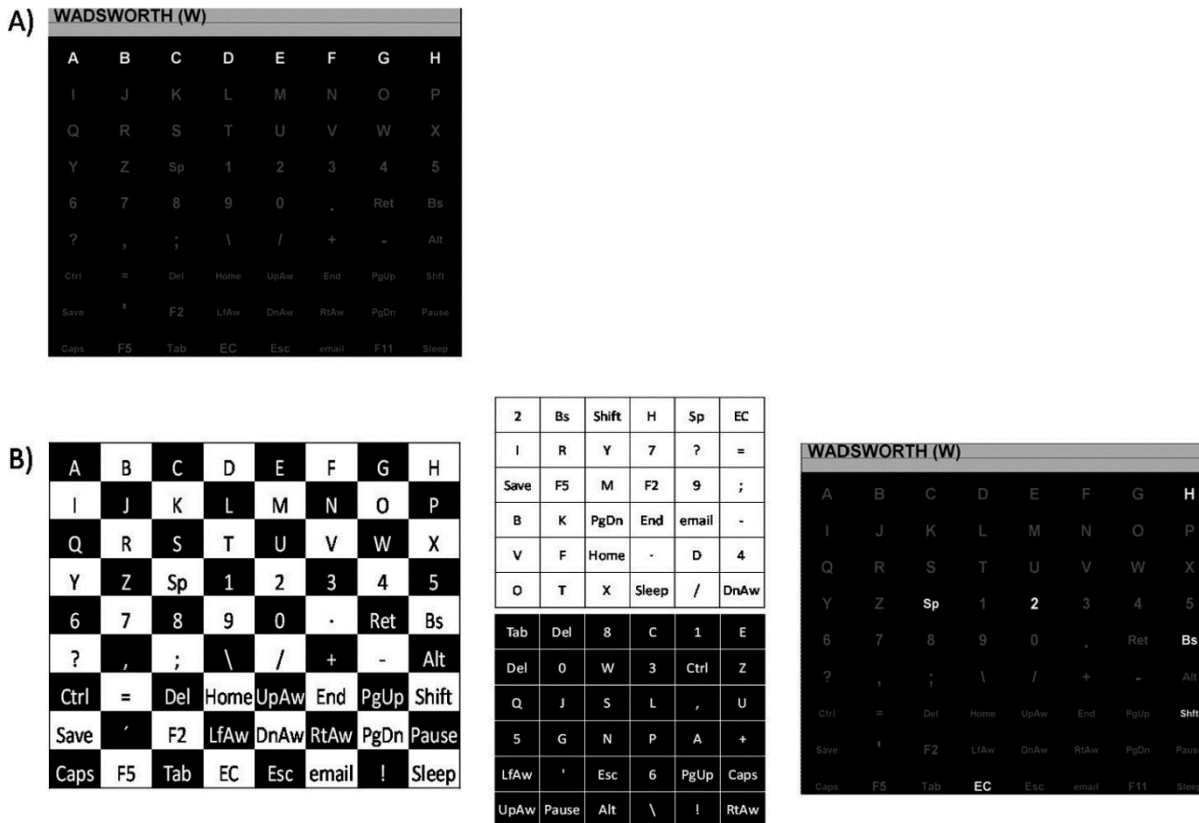 A)
WADSWORTH (W)
A B C D E F G H
I J K L M N O P
Q R S T U V W X
Y Z Sp 1 2 3 4 5
6 7 8 9 0 . Ret Bs
? , ; \ / + - Alt
Ctrl = Del Home UpAw End PgUp Shft
Save ' F2 LfAw DnAw RtAw PgDn Pause
Caps F5 Tab EC Esc email F11 Sleep
B)
A B C D E F G H
I J K L M N O P
Q R S T U V W X
Y Z Sp 1 2 3 4 5
6 7 8 9 0 · Ret Bs
? , ; \ / + - Alt
Ctrl = Del Home UpAw End PgUp Shift
Save ´ F2 LfAw DnAw RtAw PgDn Pause
Caps F5 Tab EC Esc email ! Sleep
2 Bs Shift H Sp EC
I R Y 7 ? =
Save F5 M F2 9 ;
B K PgDn End email -
V F Home · D 4
O T X Sleep / DnAw
Tab Del 8 C 1 E
Del 0 W 3 Ctrl Z
Q J S L , U
5 G N P A +
LfAw ' Esc 6 PgUp Caps
UpAw Pause Alt \ ! RtAw
WADSWORTH (W)
A B C D E F G H
I J K L M N O P
Q R S T U V W X
Y Z Sp 1 2 3 4 5
6 7 8 9 0 . Ret Bs
? , ; \ / + - Alt
Ctrl = Del Home UpAw End PgUp Shft
Save ' F2 LfAw DnAw RtAw PgDn Pause
Caps F5 Tab EC Esc email F11 Sleep